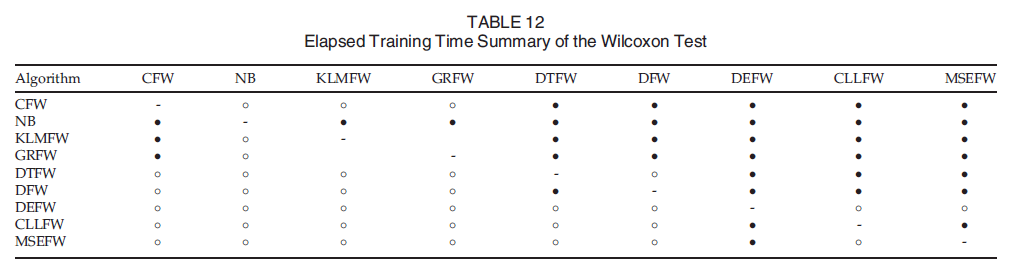 TABLE 12
Elapsed Training Time Summary of the Wilcoxon Test
Algorithm CFW NB KLMFW GRFW DTFW DFW DEFW CLLFW MSEFW
CFW - ○ ○ ○ ● ● ● ● ●
NB ● - ● ● ● ● ● ● ●
KLMFW ● ○ - ● ● ● ● ●
GRFW ● ○ - ● ● ● ● ●
DTFW ○ ○ ○ ○ - ○ ● ● ●
DFW ○ ○ ○ ○ ● - ● ● ●
DEFW ○ ○ ○ ○ ○ ○ - ○ ○
CLLFW ○ ○ ○ ○ ○ ○ ● - ●
MSEFW ○ ○ ○ ○ ○ ○ ● ○ -